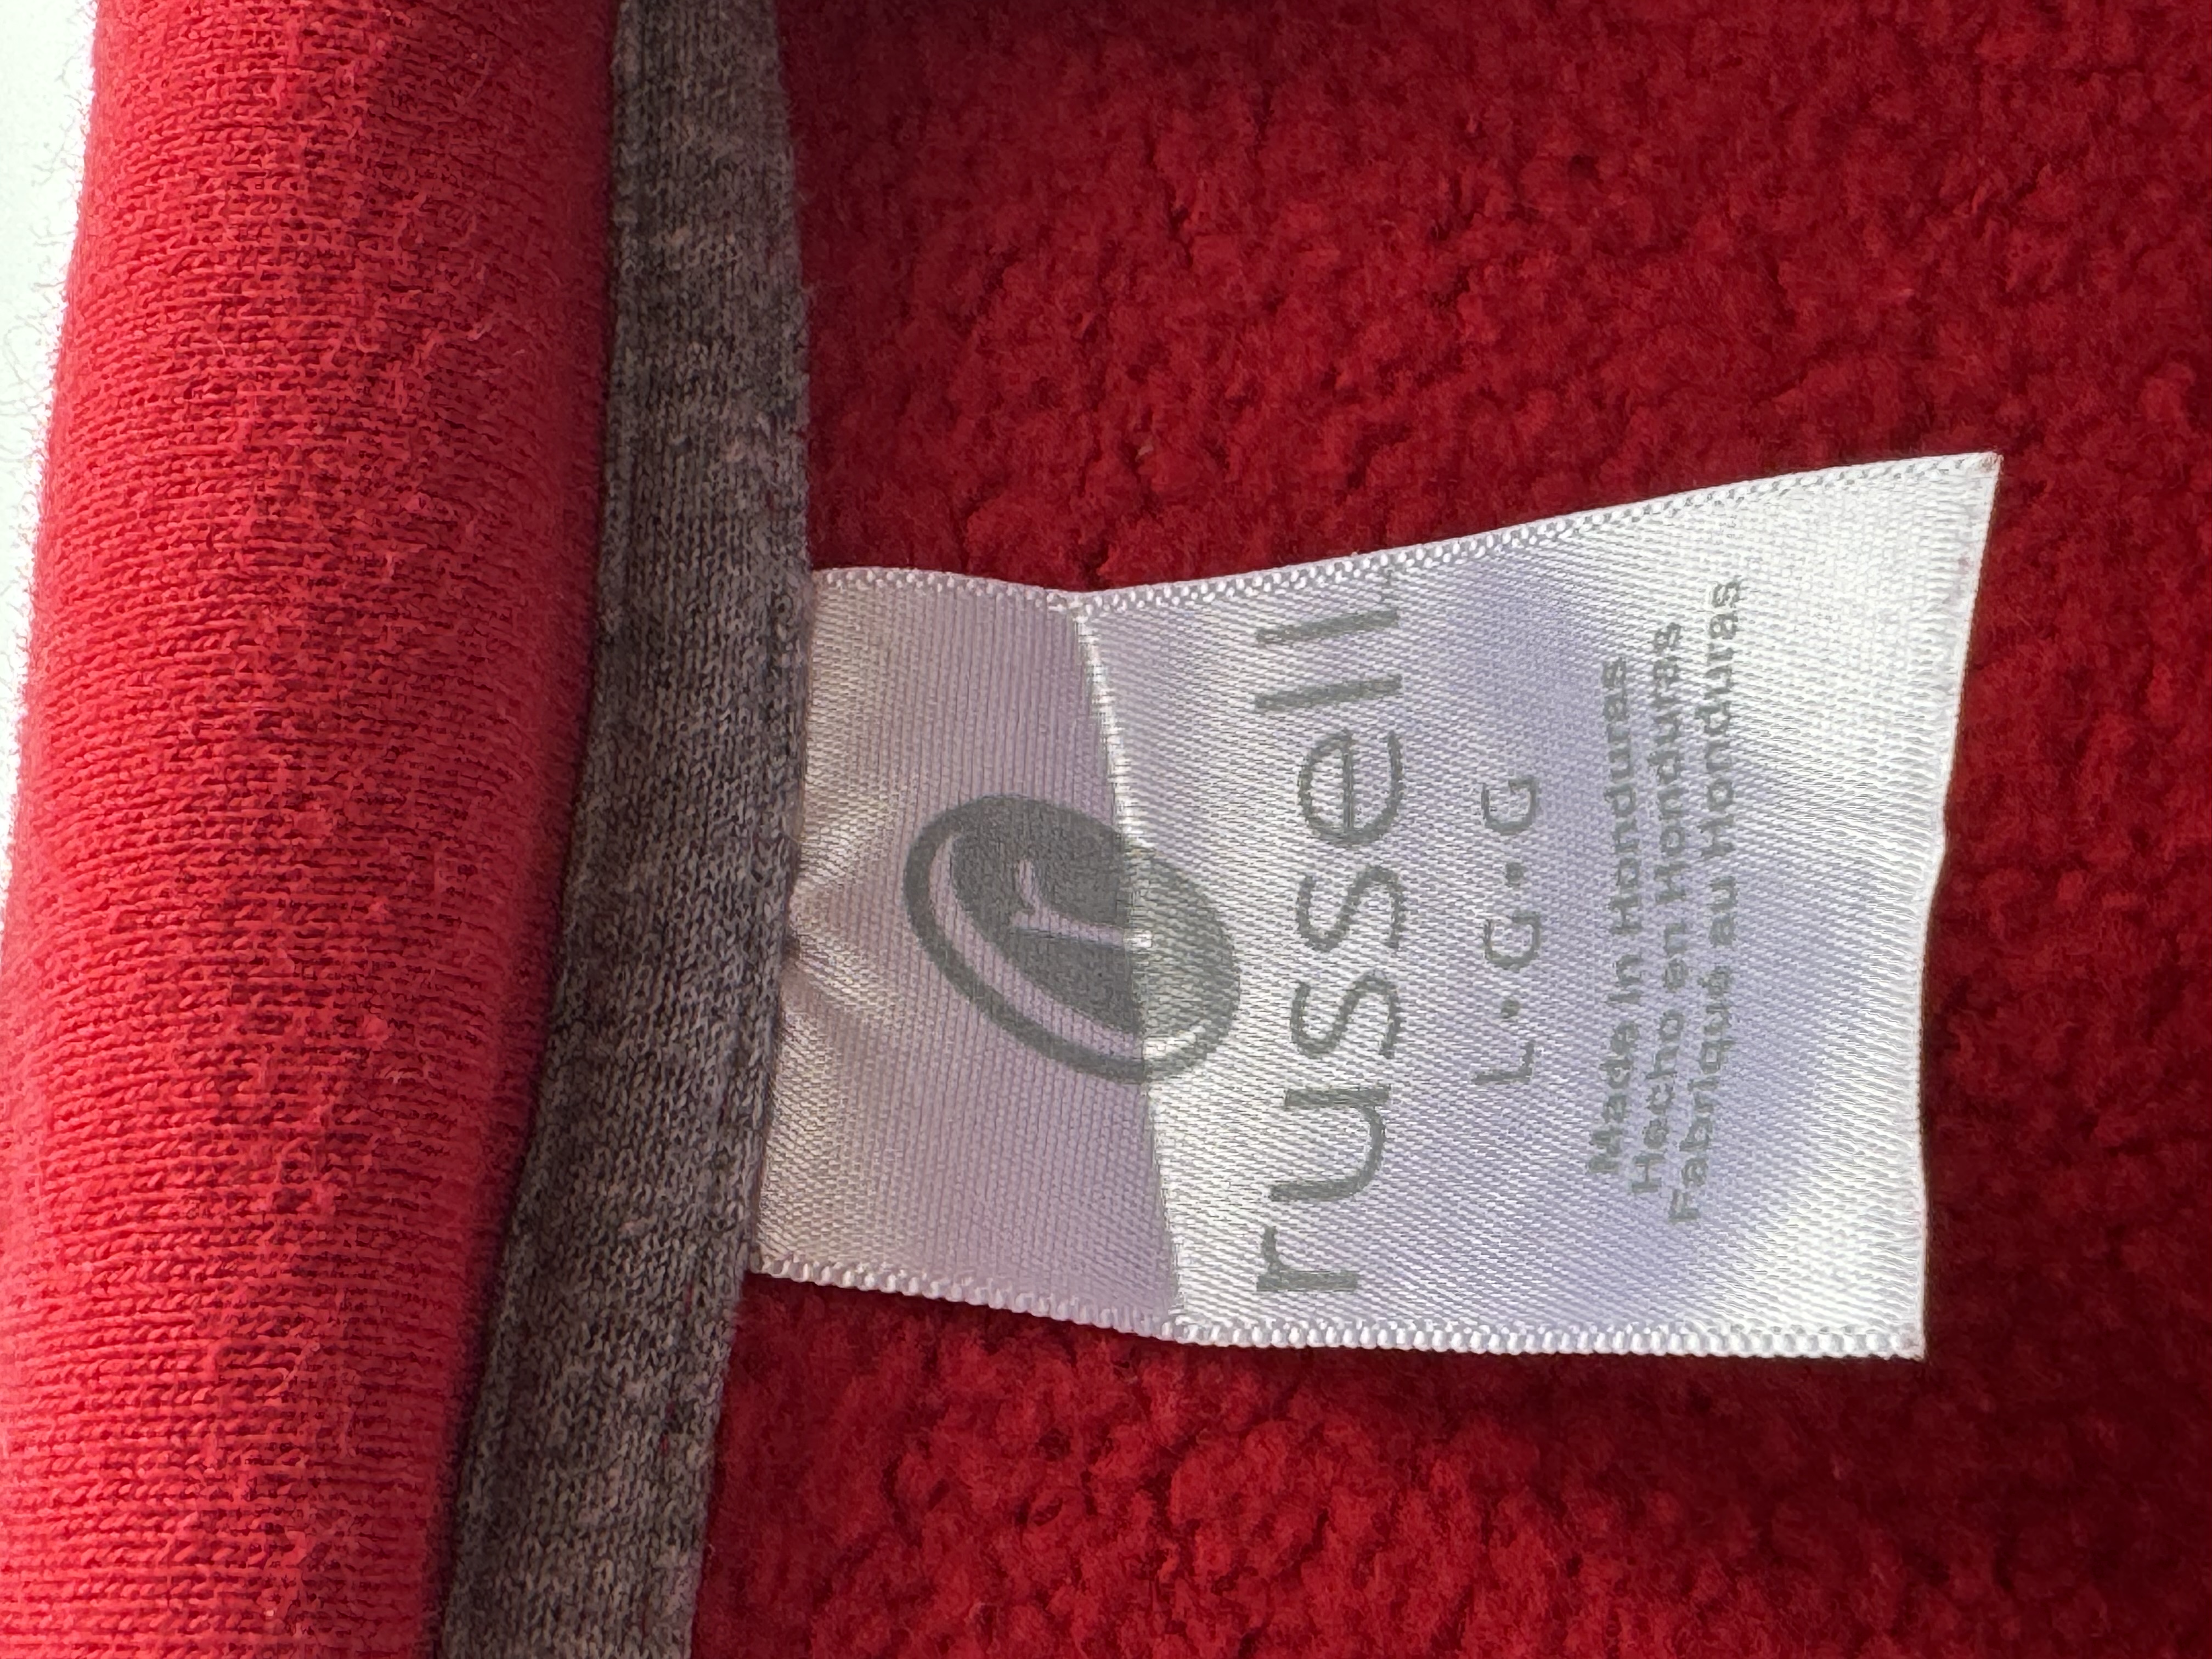 r
russell
L.G.G
Made in Honduras
Hecho en Honduras
Fabriqué au Honduras